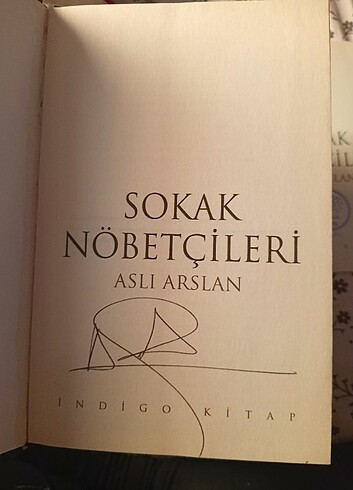 SOKAK
NÖBETÇİLERİ
ASLI ARSLAN
İNDİGO KİTAP